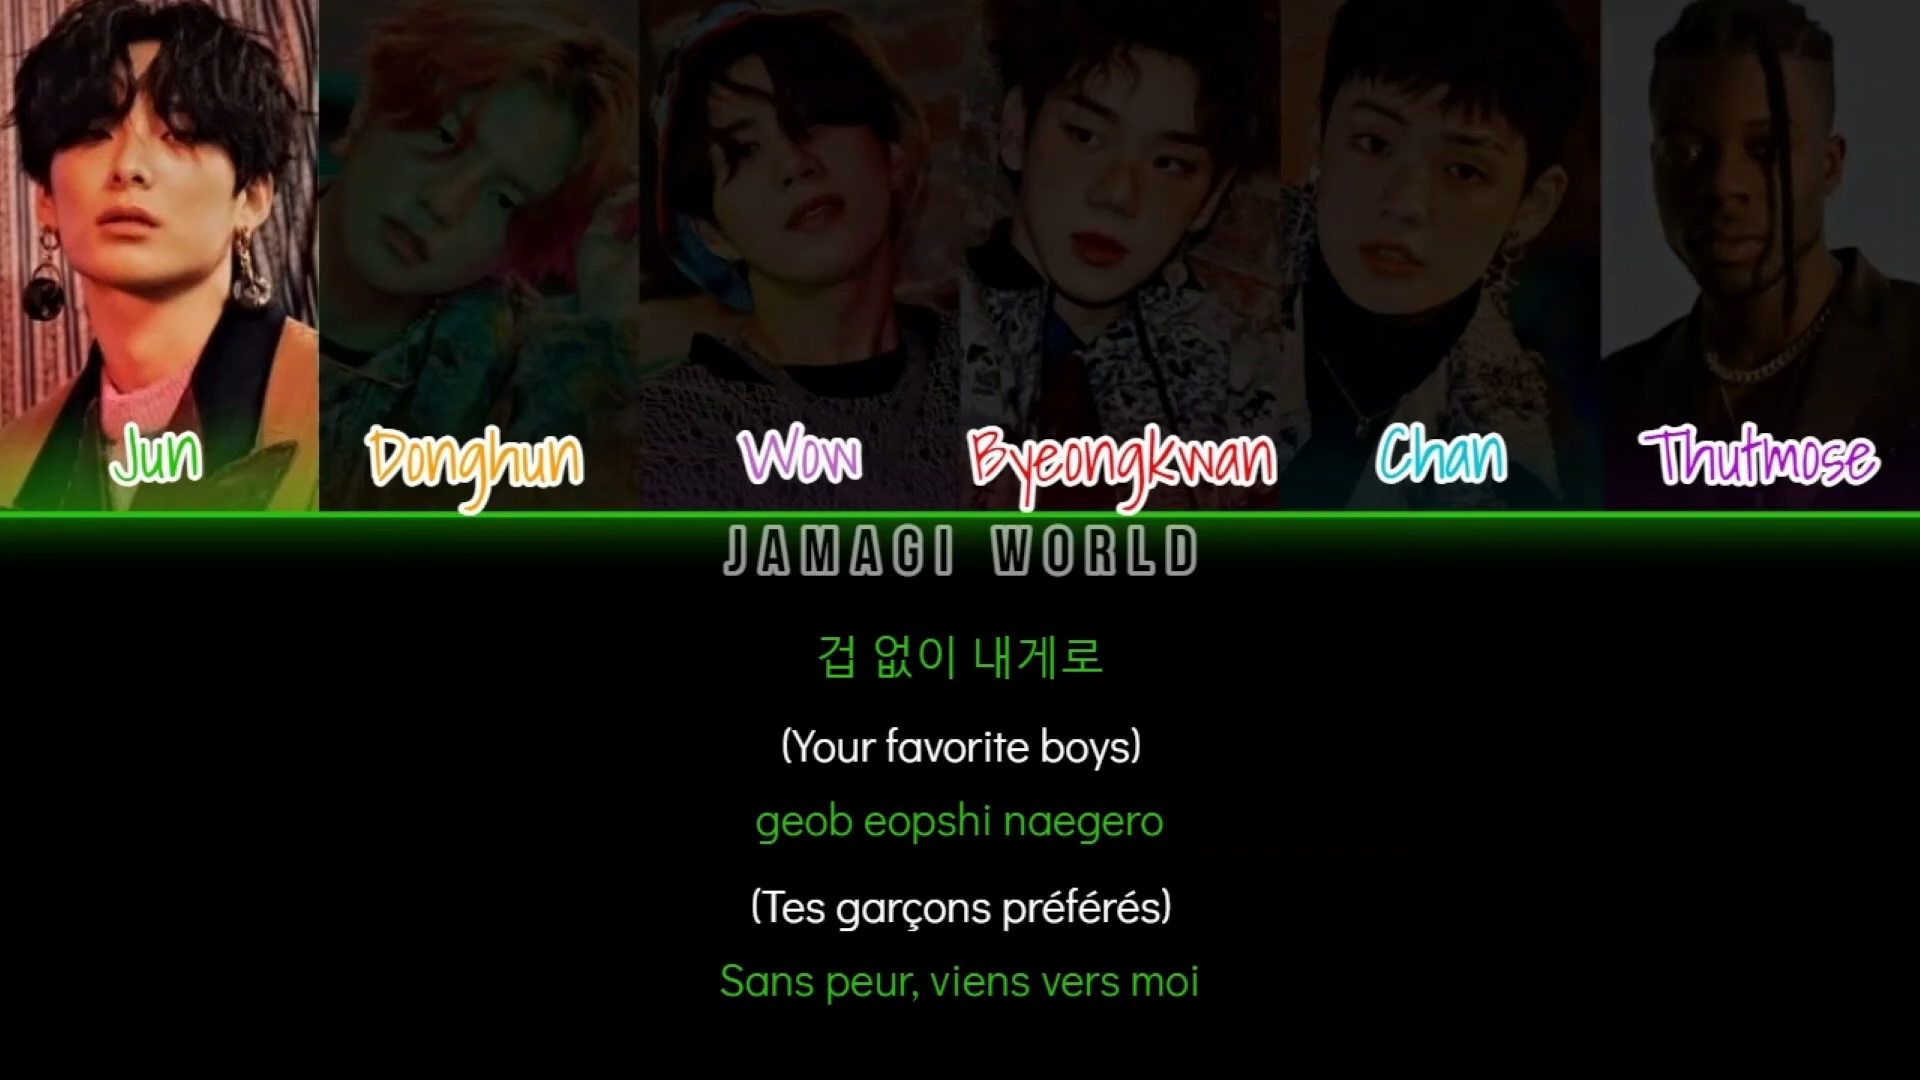 Jun Donghun Wow Byeongkwan Chan Thutmose
JAMAGI WORLD
겁 없이 내게로
(Your favorite boys)
geob eopshi naegero
(Tes garçons préférés)
Sans peur, viens vers moi